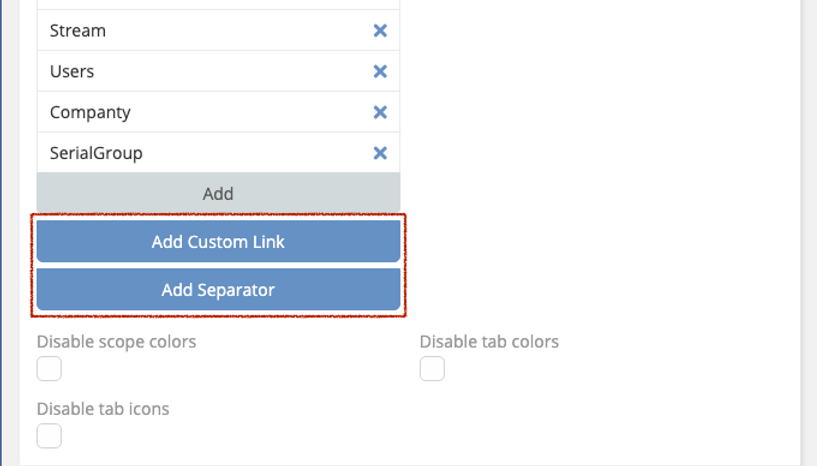 Stream
Users
Companty
SerialGroup
Add
Add Custom Link
Add Separator
Disable scope colors
Disable tab colors
Disable tab icons